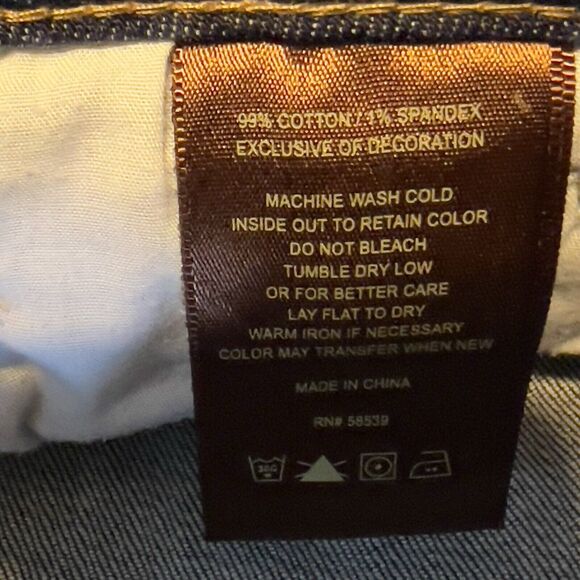 99% COTTON / 1% SPANDEX
EXCLUSIVE OF DECORATION
MACHINE WASH COLD
INSIDE OUT TO RETAIN COLOR
DO NOT BLEACH
TUMBLE DRY LOW
OR FOR BETTER CARE
LAY FLAT TO DRY
WARM IRON IF NECESSARY
COLOR MAY TRANSFER WHEN NEW
MADE IN CHINA
RN# 58539
30C